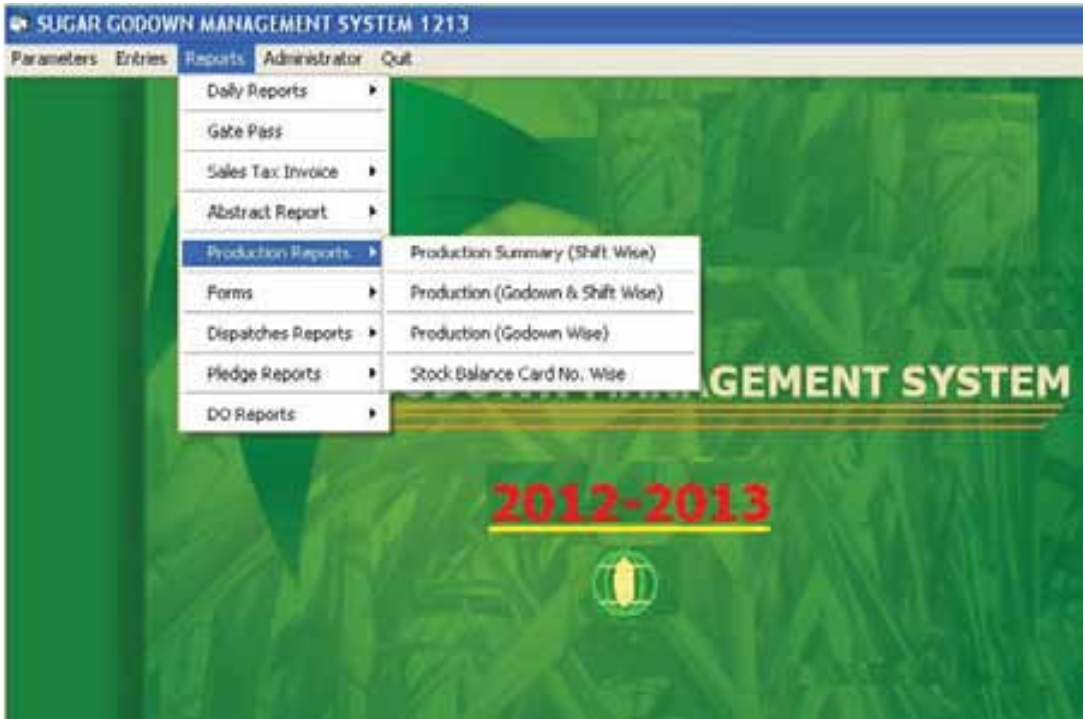 SUGAR GODOWN MANAGEMENT SYSTEM 1213
Parameters Entries Reports Administrator Quit
Daily Reports
Gate Pass
Sales Tax Invoice
Abstract Report
Production Reports
Production Summary (Shift Wise)
Forms
Production (Godown & Shift Wise)
Dispatches Reports
Production (Godown Wise)
Pledge Reports
Stock Balance Card No. Wise
DO Reports
GEMENT SYSTEM
2012-2013